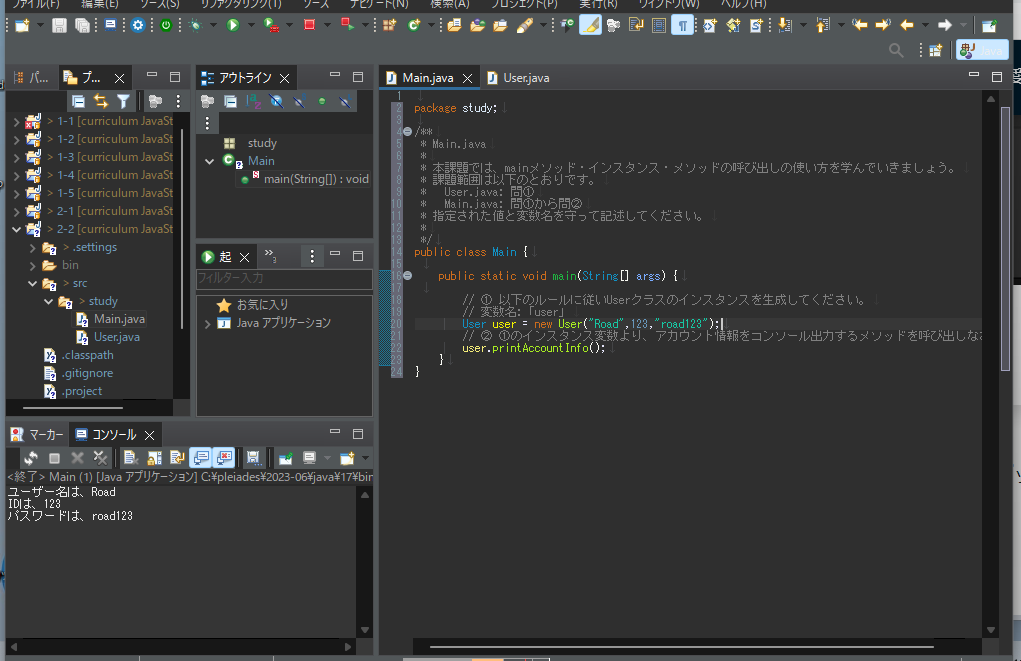 ファイル(F) 編集(E) ソース(S) リファクタリング(T) ソース ナビゲート(N) 検索(A) プロジェクト(P) 実行(R) ウィンドウ(W) ヘルプ(H)
Java
パ...
プ...
> 1-1 [curriculum JavaSt
> 1-2 [curriculum JavaSt
> 1-3 [curriculum JavaSt
> 1-4 [curriculum JavaSt
> 1-5 [curriculum JavaSt
> 2-1 [curriculum JavaSt
> 2-2 [curriculum JavaSt
> .settings
bin
> src
> study
Main.java
User.java
.classpath
.gitignore
.project
アウトライン
study
Main
main(String[]) : void
起
フィルター入力
お気に入り
Java アプリケーション
マーカー
コンソール
<終了> Main (1) [Java アプリケーション] C:¥pleiades¥2023-06¥java¥17¥bin
ユーザー名は、Road
IDは、123
パスワードは、road123
Main.java
User.java
1
2 package study;
3
4 /**
5 * Main.java
6 *
7 * 本課題では、mainメソッド・インスタンス・メソッドの呼び出しの使い方を学んでいきましょう。
8 * 課題範囲は以下のとおりです。
9 * User.java: 問①
10 * Main.java: 問①から問②
11 * 指定された値と変数名を守って記述してください。
12 *
13 */
14 public class Main {
15
16 public static void main(String[] args) {
17
18 // ① 以下のルールに従いUserクラスのインスタンスを生成してください。
19 // 変数名:「user」
20 User user = new User("Road",123,"road123");
21 // ② ①のインスタンス変数より、アカウント情報をコンソール出力するメソッドを呼び出しな
22 user.printAccountInfo();
23 }
24 }